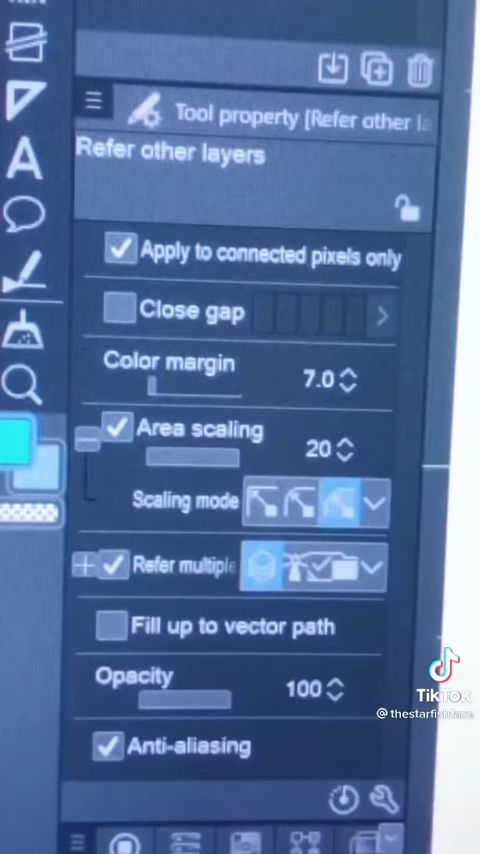 Tool property [Refer other la
Refer other layers
Apply to connected pixels only
Close gap
Color margin
7.0
Area scaling
20
Scaling mode
Refer multiple
Fill up to vector path
Opacity
100
Anti-aliasing
A
TikTok
@thestarfishface